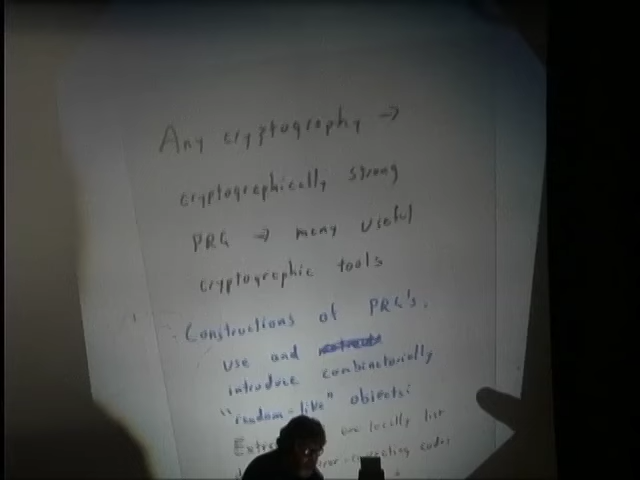 Any cryptography →
cryptographically strong
PRG → many useful
cryptographic tools
Constructions of PRG's.
use and
introduce combinatorially
"random-like" objects:
are locally list
error-correcting codes